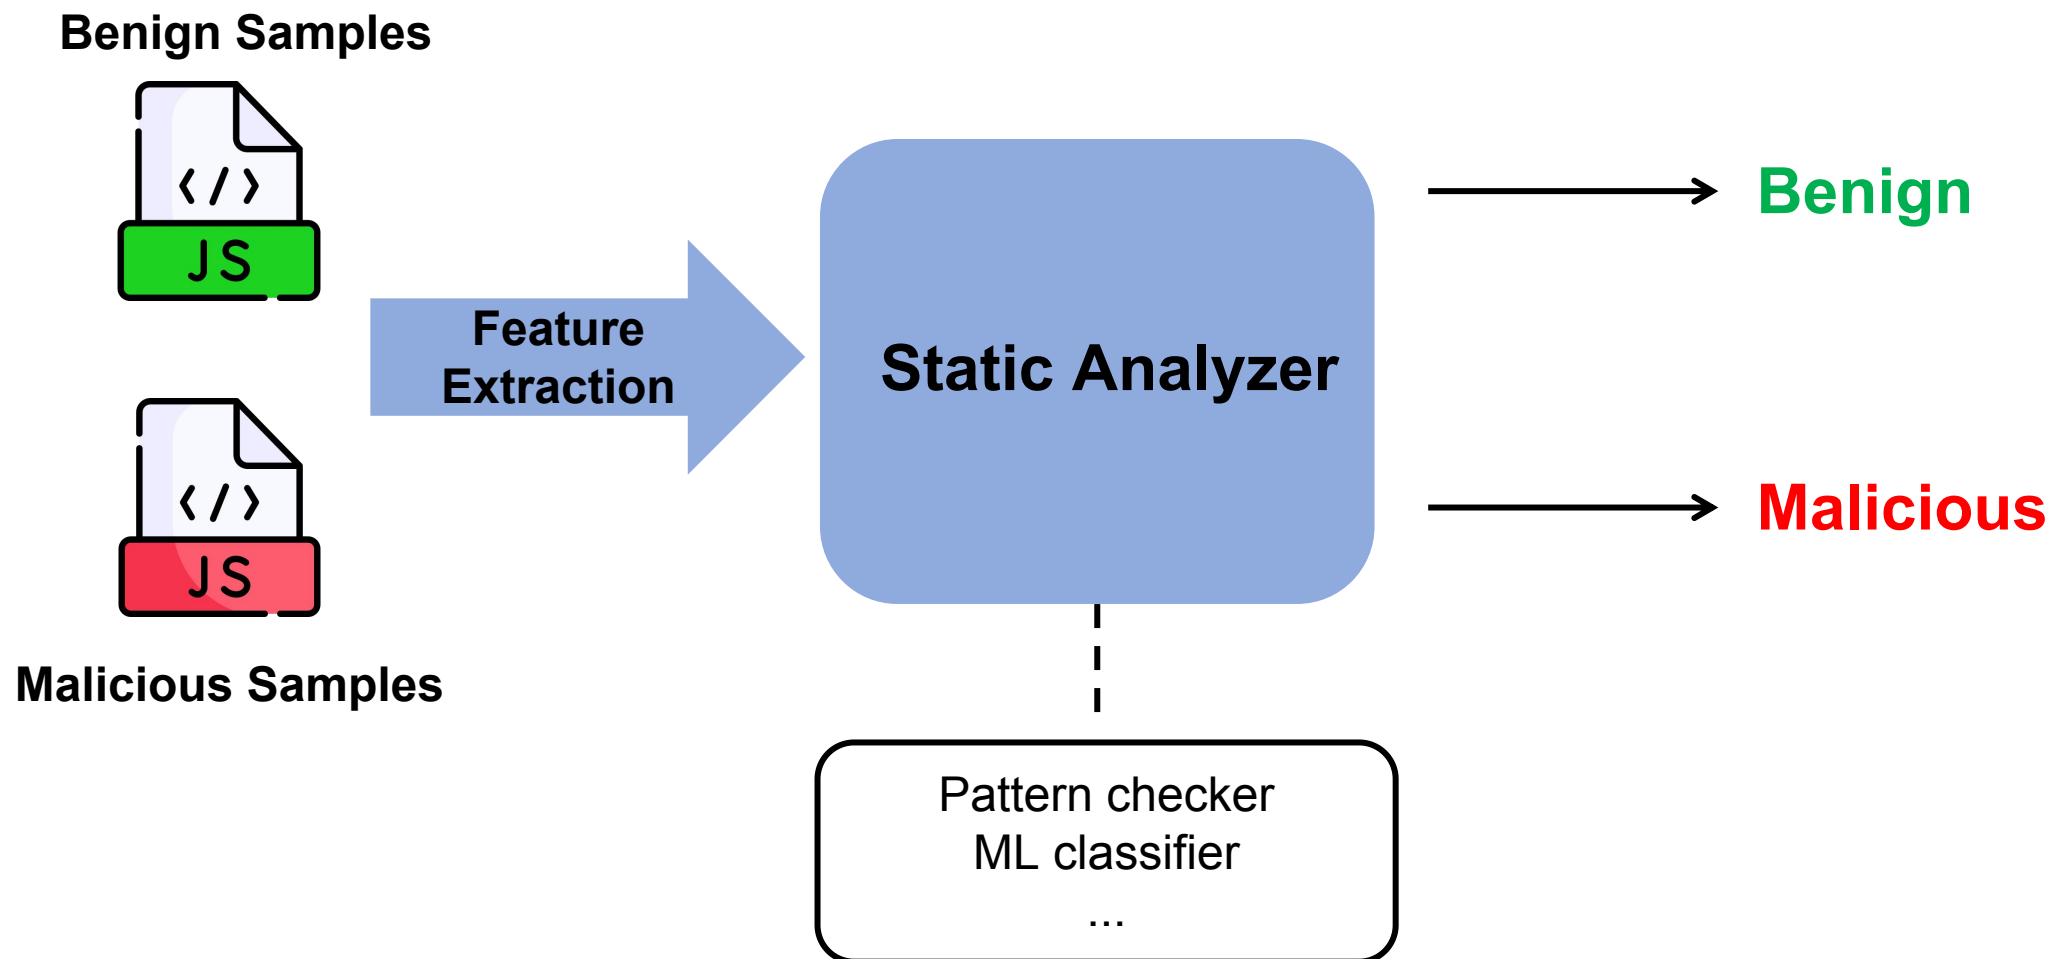 Benign Samples
</>
JS
</>
JS
Malicious Samples
Feature
Extraction
Static Analyzer
Pattern checker
ML classifier
...
Benign
Malicious